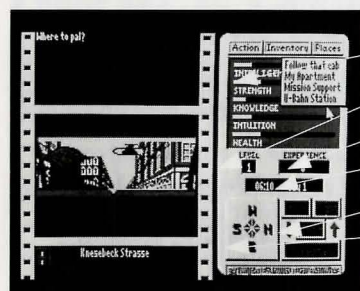 Where to pal?
Action Inventory Places
Follow that cab
My Apartment
Mission Support
U-Bahn Station
STRENGTH
KNOWLEDGE
INTUITION
HEALTH
LEVEL EXPERIENCE
1
06:10
N
S H
E
Knesebeck Strasse